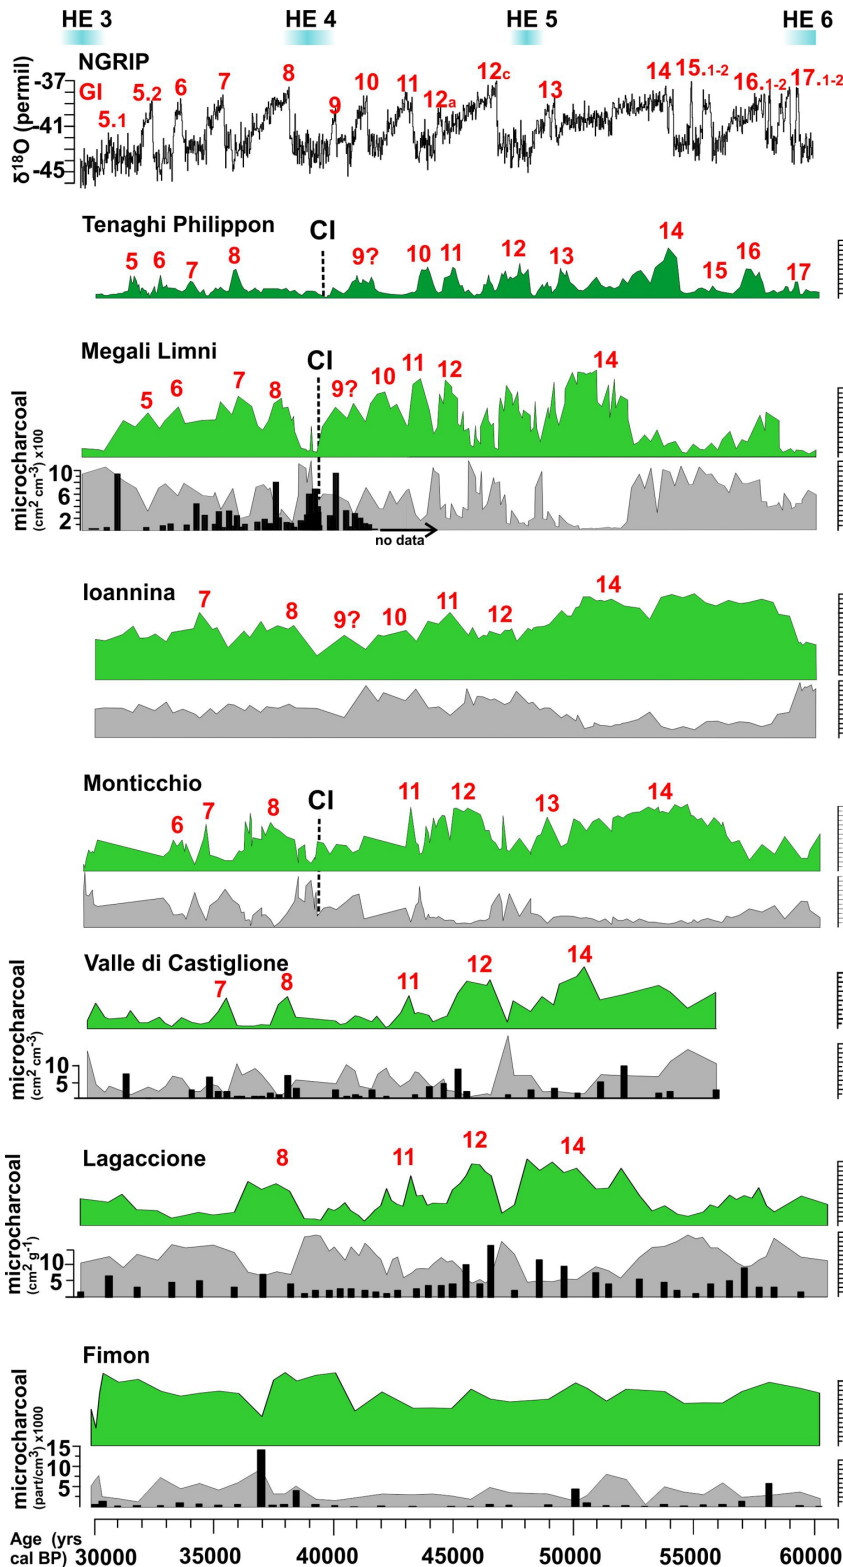 HE 3 HE 4 HE 5 HE 6
NGRIP
δ18O (permil)
-37
-41
-45
GI
5.1 5.2 6 7 8 9 10 11 12a 12c 13 14 15.1-2 16.1-2 17.1-2
Tenaghi Philippon
CI
5 6 7 8 9? 10 11 12 13 14 15 16 17
Megali Limni
CI
5 6 7 8 9? 10 11 12 14
microcharcoal
(cm2 cm-3) x100
10
6
2
no data
Ioannina
7 8 9? 10 11 12 14
Monticchio
CI
6 7 8 11 12 13 14
Valle di Castiglione
7 8 11 12 14
microcharcoal
(cm2 cm-3)
10
5
Lagaccione
8 11 12 14
microcharcoal
(cm2 g-1)
10
5
Fimon
microcharcoal
(part/cm3) x1000
15
10
5
Age (yrs
cal BP)
30000 35000 40000 45000 50000 55000 60000